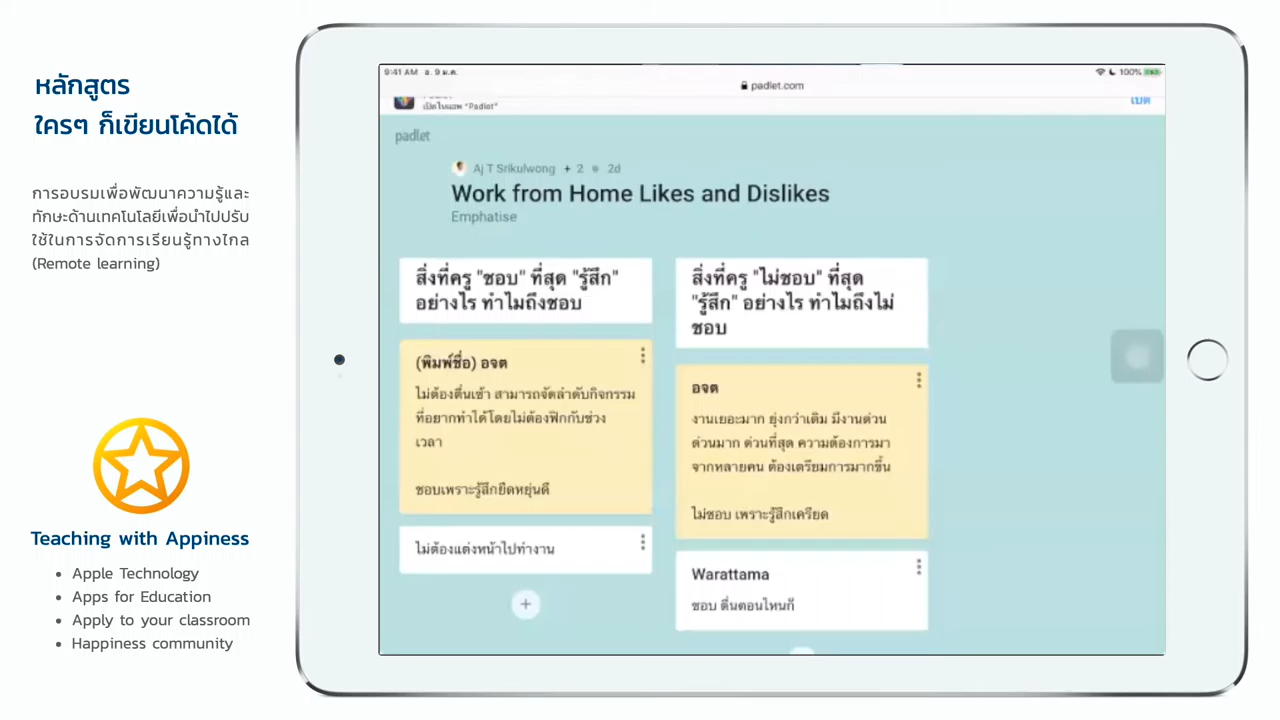 หลักสูตร
ใครๆ ก็เขียนโค้ดได้
การอบรมเพื่อพัฒนาความรู้และ
ทักษะด้านเทคโนโลยีเพื่อนำไปปรับ
ใช้ในการจัดการเรียนรู้ทางไกล
(Remote learning)
Teaching with Appiness
• Apple Technology
• Apps for Education
• Apply to your classroom
• Happiness community
9:41 AM อ. 9 ม.ค.
100%
padlet.com
เปิดในแอพ "Padlet"
เปิด
padlet
Aj T Srikulwong + 2 2d
Work from Home Likes and Dislikes
Emphatise
สิ่งที่ครู "ชอบ" ที่สุด "รู้สึก"
อย่างไร ทำไมถึงชอบ
(พิมพ์ชื่อ) อจต
ไม่ต้องตื่นเช้า สามารถจัดลำดับกิจกรรม
ที่อยากทำได้โดยไม่ต้องฟิกกับช่วง
เวลา
ชอบเพราะรู้สึกยืดหยุ่นดี
ไม่ต้องแต่งหน้าไปทำงาน
+
สิ่งที่ครู "ไม่ชอบ" ที่สุด
"รู้สึก" อย่างไร ทำไมถึงไม่
ชอบ
อจต
งานเยอะมาก ยุ่งกว่าเดิม มีงานด่วน
ด่วนมาก ด่วนที่สุด ความต้องการมา
จากหลายคน ต้องเตรียมการมากขึ้น
ไม่ชอบ เพราะรู้สึกเครียด
Warattama
ชอบ ตื่นตอนไหนก็